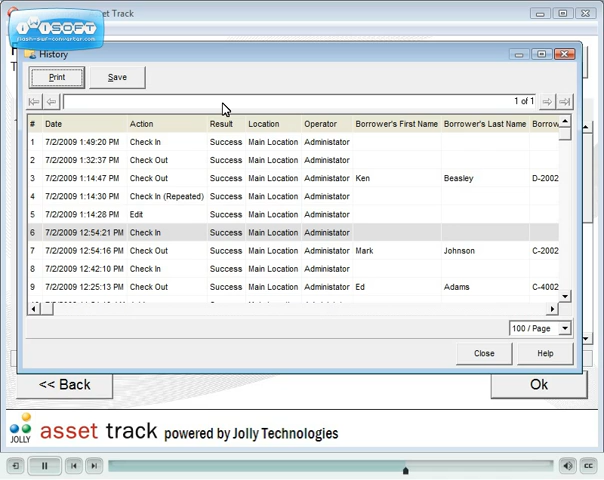 iWiSOFT
flash-swf-converter.com
et Track
History
Print Save
1 of 1
# Date Action Result Location Operator Borrower's First Name Borrower's Last Name Borrow
1 7/2/2009 1:49:20 PM Check In Success Main Location Administator
2 7/2/2009 1:32:37 PM Check Out Success Main Location Administator
3 7/2/2009 1:14:47 PM Check Out Success Main Location Administator Ken Beasley D-2002
4 7/2/2009 1:14:30 PM Check In (Repeated) Success Main Location Administator
5 7/2/2009 1:14:28 PM Edit Success Main Location Administator
6 7/2/2009 12:54:21 PM Check In Success Main Location Administator
7 7/2/2009 12:54:16 PM Check Out Success Main Location Administator Mark Johnson C-2002
8 7/2/2009 12:42:10 PM Check In Success Main Location Administator
9 7/2/2009 12:25:13 PM Check Out Success Main Location Administator Ed Adams C-4002
100 / Page
Close Help
<< Back Ok
JOLLY asset track powered by Jolly Technologies
CC